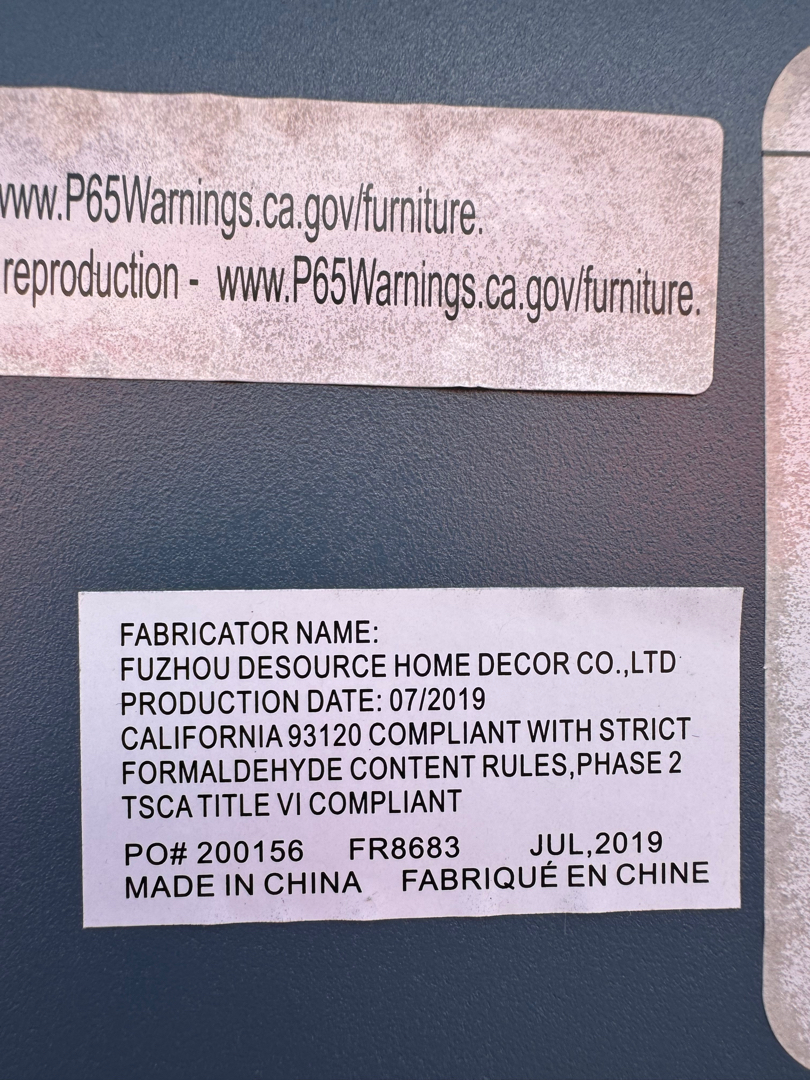 www.P65Warnings.ca.gov/furniture.
reproduction - www.P65Warnings.ca.gov/furniture.
FABRICATOR NAME:
FUZHOU DESOURCE HOME DECOR CO.,LTD
PRODUCTION DATE: 07/2019
CALIFORNIA 93120 COMPLIANT WITH STRICT
FORMALDEHYDE CONTENT RULES,PHASE 2
TSCA TITLE VI COMPLIANT
PO# 200156 FR8683 JUL,2019
MADE IN CHINA FABRIQUÉ EN CHINE